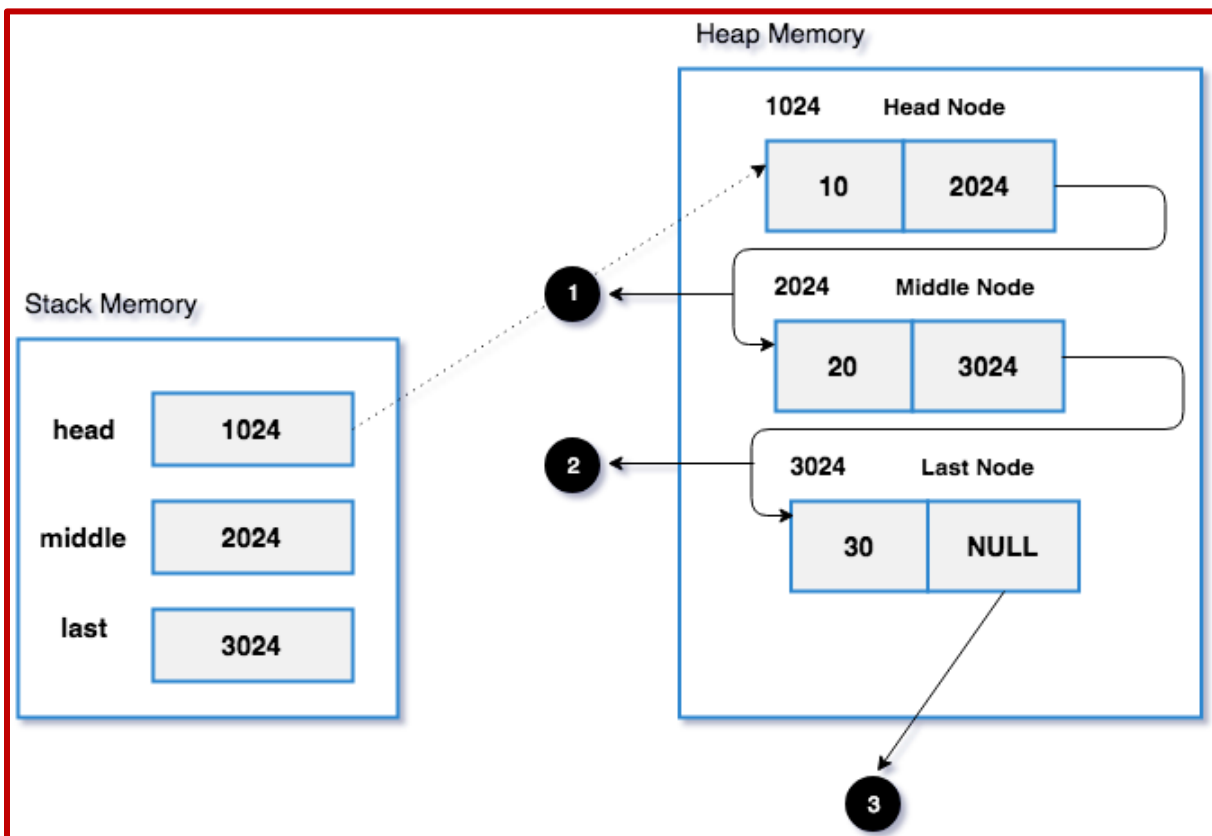 Heap Memory
1024 Head Node
10 2024
1
2024 Middle Node
Stack Memory
20 3024
head 1024
2
3024 Last Node
middle 2024
30 NULL
last 3024
3